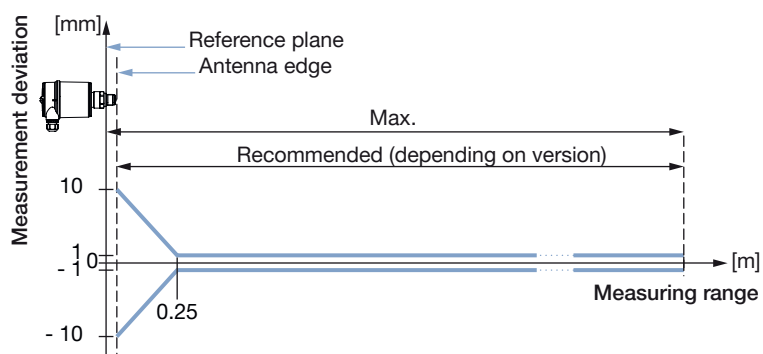 [mm]
Measurement deviation
Reference plane
Antenna edge
Max.
Recommended (depending on version)
10
1
0
- 1
- 10
0.25
[m]
Measuring range